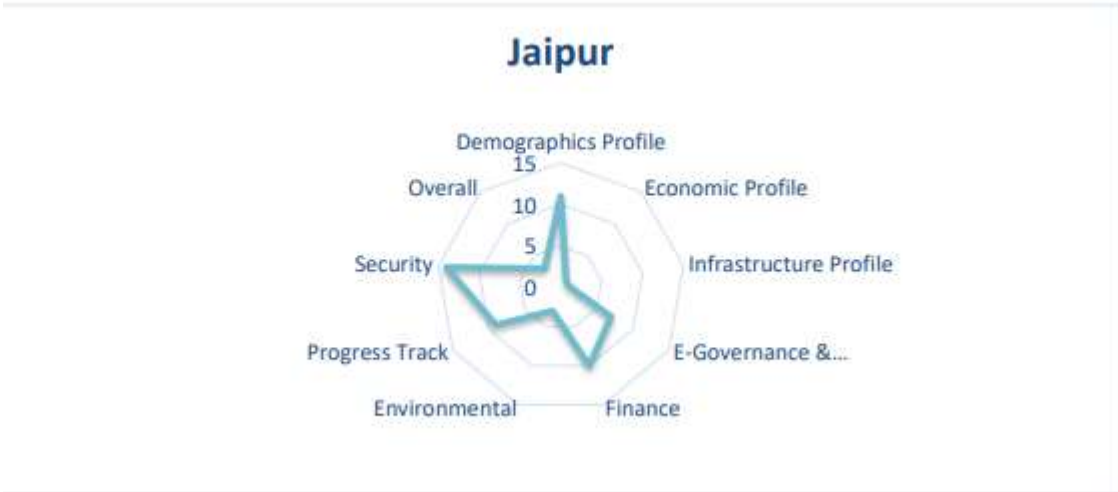 Jaipur
Demographics Profile
15
Overall
Economic Profile
10
5
Security
Infrastructure Profile
0
Progress Track
E-Governance &...
Environmental
Finance